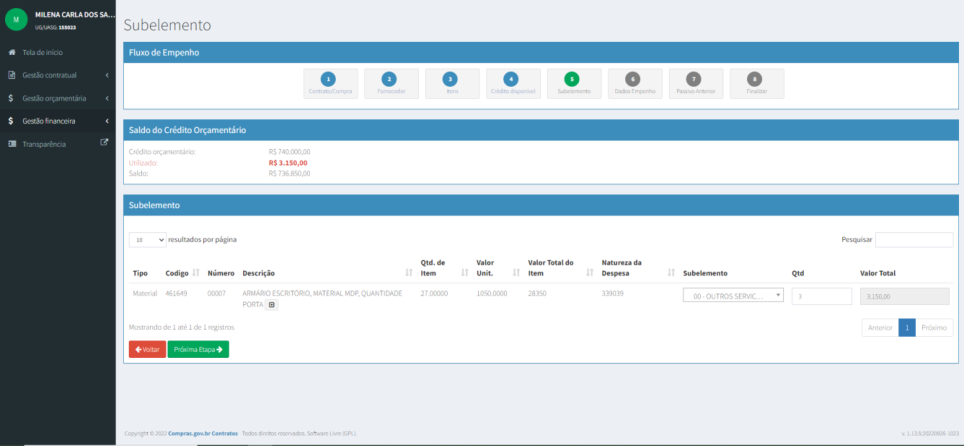 M
MILENA CARLA DOS SA...
UG/UASG: 155023
Tela de início
Gestão contratual
Gestão orçamentária
Gestão financeira
Transparência
Subelemento
Fluxo de Empenho
1
Contrato/Compra
2
Fornecedor
3
Itens
4
Crédito disponível
5
Subelemento
6
Dados Empenho
7
Passivo Anterior
8
Finalizar
Saldo do Crédito Orçamentário
Crédito orçamentário: R$ 740.000,00
Utilizado: R$ 3.150,00
Saldo: R$ 736.850,00
Subelemento
10 resultados por página
Pesquisar
Tipo Codigo Número Descrição Qtd. de Item Valor Unit. Valor Total do Item Natureza da Despesa Subelemento Qtd Valor Total
Material 461649 00007 ARMÁRIO ESCRITÓRIO, MATERIAL MDP, QUANTIDADE PORTA 27.00000 1050.0000 28350 339039 00 - OUTROS SERVIC... 3 3.150,00
Mostrando de 1 até 1 de 1 registros
Anterior 1 Próximo
Voltar
Próxima Etapa
Copyright © 2023 Compras.gov.br Contratos Todos direitos reservados. Software Livre (GPL).